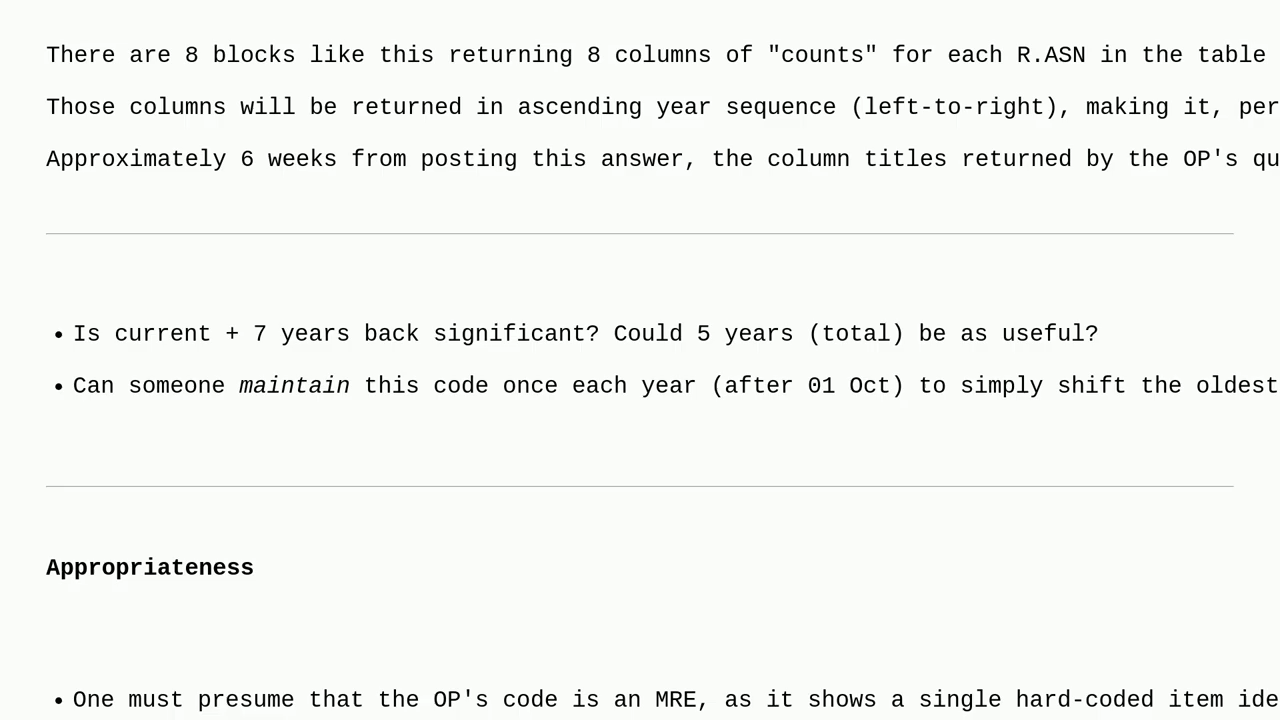 There are 8 blocks like this returning 8 columns of "counts" for each R.ASN in the table
Those columns will be returned in ascending year sequence (left-to-right), making it,
Approximately 6 weeks from posting this answer, the column titles returned by the OP's
• Is current + 7 years back significant? Could 5 years (total) be as useful?
• Can someone maintain this code once each year (after 01 Oct) to simply shift the oldest
Appropriateness
• One must presume that the OP's code is an MRE, as it shows a single hard-coded item